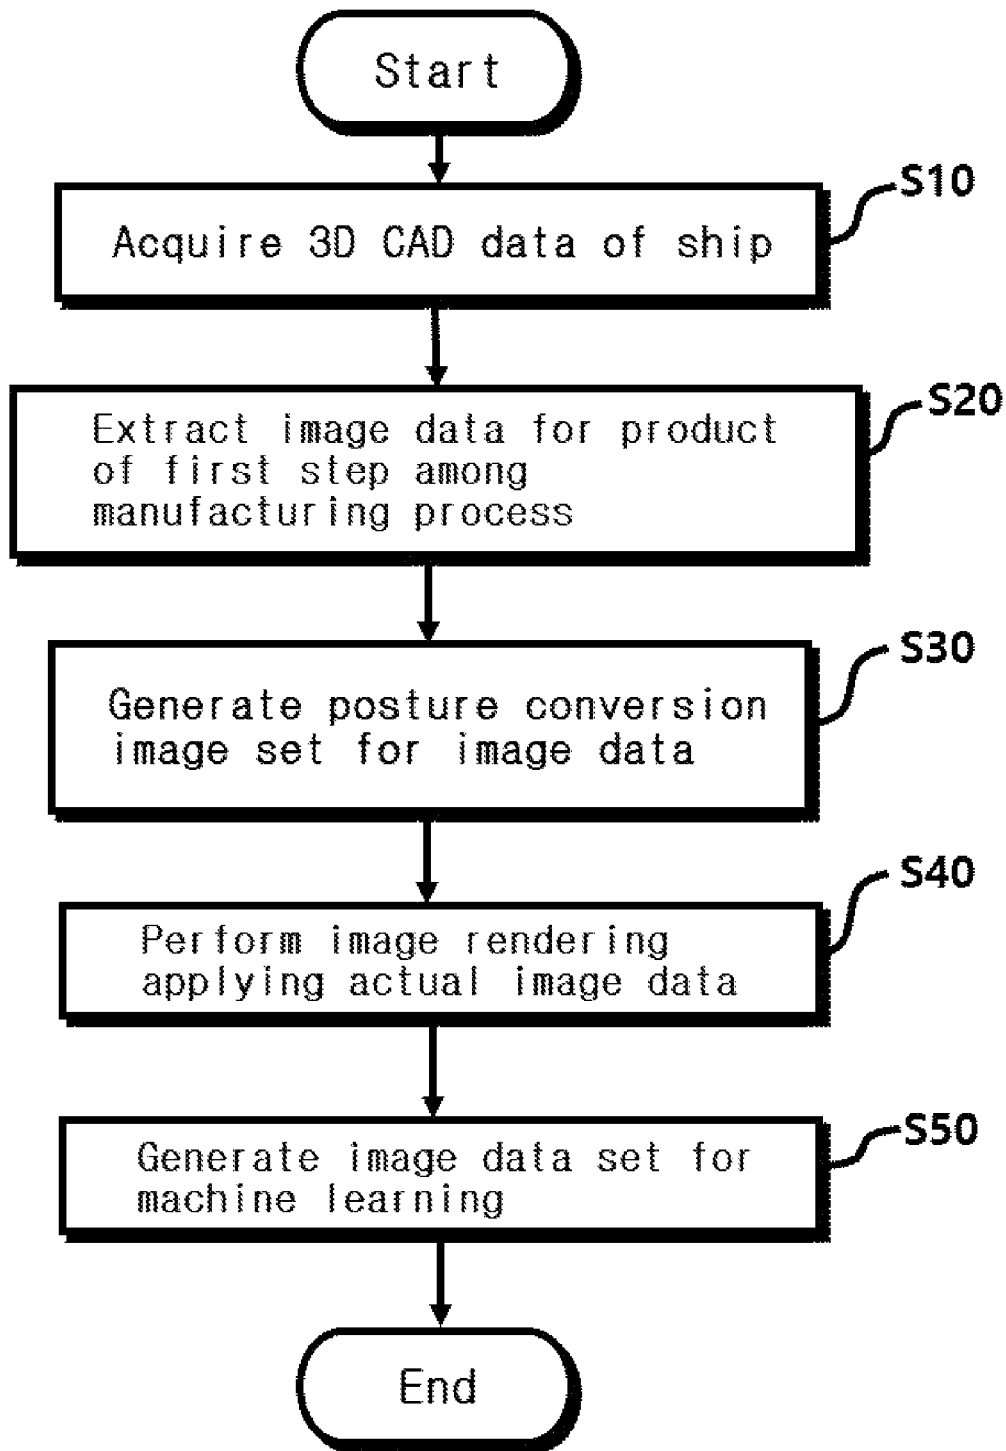 Start
S10
Acquire 3D CAD data of ship
S20
Extract image data for product
of first step among
manufacturing process
S30
Generate posture conversion
image set for image data
S40
Perform image rendering
applying actual image data
S50
Generate image data set for
machine learning
End